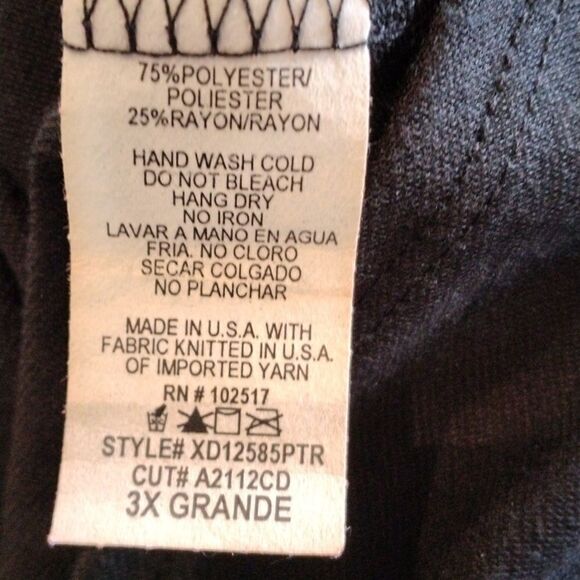 75%POLYESTER/
POLIESTER
25%RAYON/RAYON
HAND WASH COLD
DO NOT BLEACH
HANG DRY
NO IRON
LAVAR A MANO EN AGUA
FRIA. NO CLORO
SECAR COLGADO
NO PLANCHAR
MADE IN U.S.A. WITH
FABRIC KNITTED IN U.S.A.
OF IMPORTED YARN
RN # 102517
STYLE# XD12585PTR
CUT# A2112CD
3X GRANDE